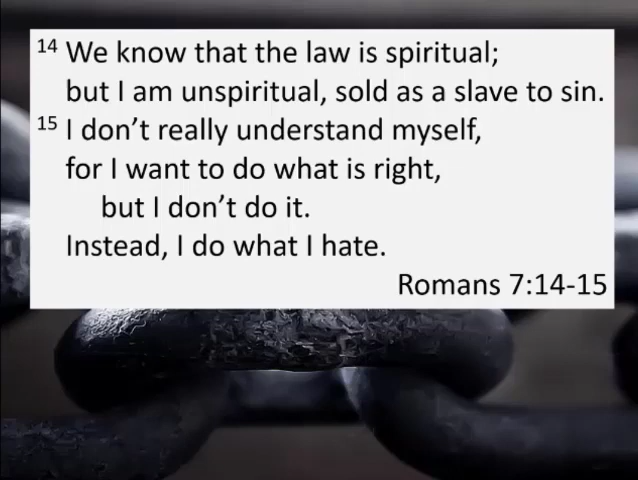 14 We know that the law is spiritual;
but I am unspiritual, sold as a slave to sin.
15 I don’t really understand myself,
for I want to do what is right,
but I don’t do it.
Instead, I do what I hate.
Romans 7:14-15